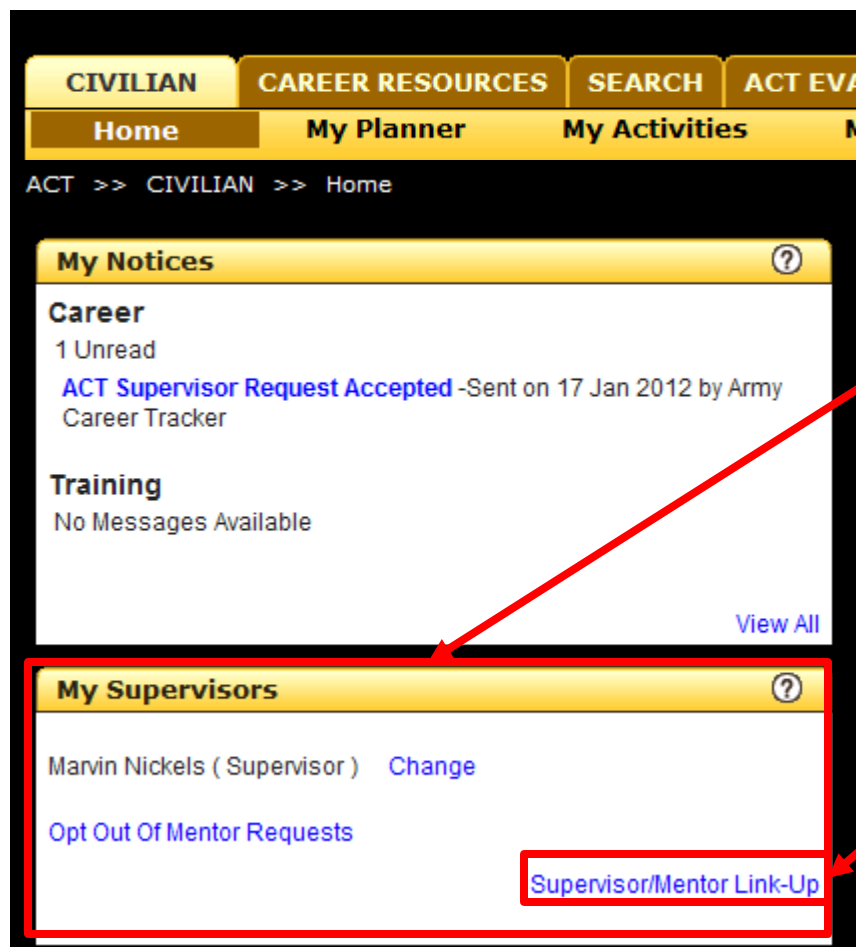 CIVILIAN CAREER RESOURCES SEARCH ACT EVA
Home My Planner My Activities M
ACT >> CIVILIAN >> Home
My Notices ?
Career
1 Unread
ACT Supervisor Request Accepted -Sent on 17 Jan 2012 by Army
Career Tracker
Training
No Messages Available
View All
My Supervisors ?
Marvin Nickels ( Supervisor ) Change
Opt Out Of Mentor Requests
Supervisor/Mentor Link-Up